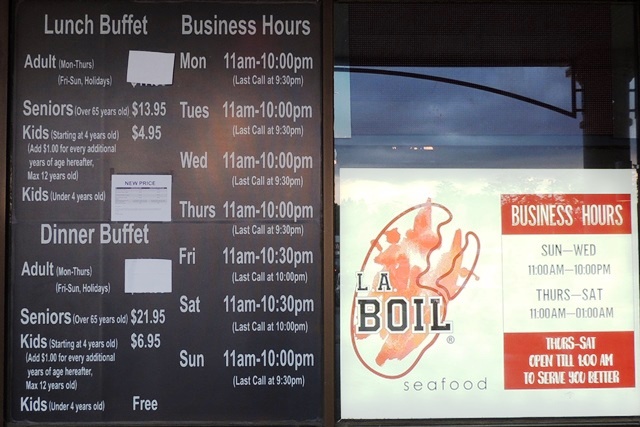 Lunch Buffet
Adult (Mon-Thurs)
(Fri-Sun, Holidays)
Seniors (Over 65 years old) $13.95
Kids (Starting at 4 years old) $4.95
(Add $1.00 for every additional
years of age hereafter,
Max 12 years old)
NEW PRICE
Kids (Under 4 years old)
Dinner Buffet
Adult (Mon-Thurs)
(Fri-Sun, Holidays)
Seniors (Over 65 years old) $21.95
Kids (Starting at 4 years old) $6.95
(Add $1.00 for every additional
years of age hereafter,
Max 12 years old)
Kids (Under 4 years old) Free
Business Hours
Mon 11am-10:00pm
(Last Call at 9:30pm)
Tues 11am-10:00pm
(Last Call at 9:30pm)
Wed 11am-10:00pm
(Last Call at 9:30pm)
Thurs 11am-10:00pm
(Last Call at 9:30pm)
Fri 11am-10:30pm
(Last Call at 10:00pm)
Sat 11am-10:30pm
(Last Call at 10:00pm)
Sun 11am-10:00pm
(Last Call at 9:30pm)
L.A.
BOIL®
seafood
BUSINESS HOURS
SUN—WED
11:00AM—10:00PM
THURS—SAT
11:00AM—01:00AM
THURS-SAT
OPEN TILL 1:00 AM
TO SERVE YOU BETTER